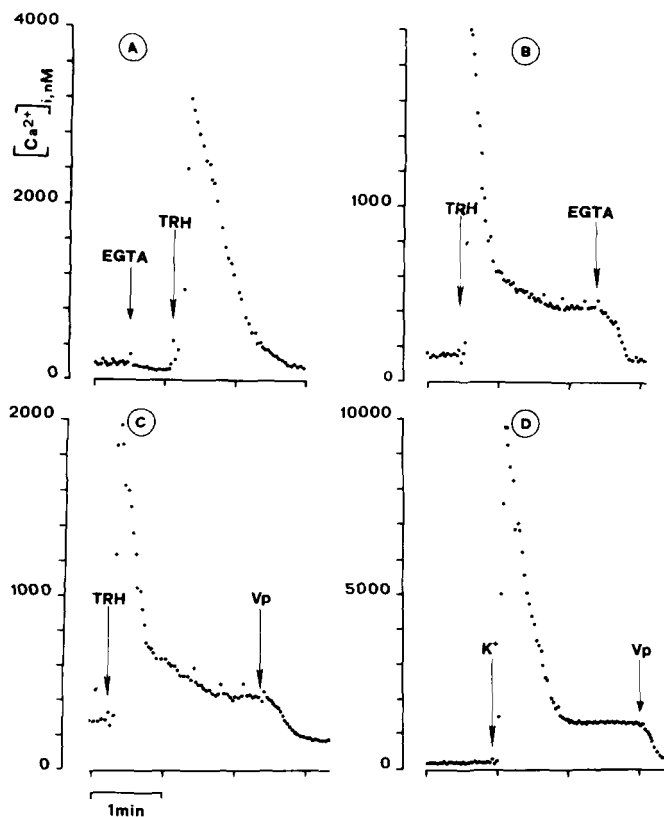 4000
A
[Ca2+]i,nM
2000
TRH
EGTA
0
B
1000
TRH
EGTA
0
2000
C
1000
TRH
Vp
0
1min
10000
D
5000
K+
Vp
0